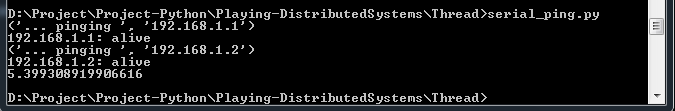 D:\Project\Project-Python\Playing-DistributedSystems\Thread>serial_ping.py
('... pinging ', '192.168.1.1')
192.168.1.1: alive
('... pinging ', '192.168.1.2')
192.168.1.2: alive
5.399308919906616
D:\Project\Project-Python\Playing-DistributedSystems\Thread>